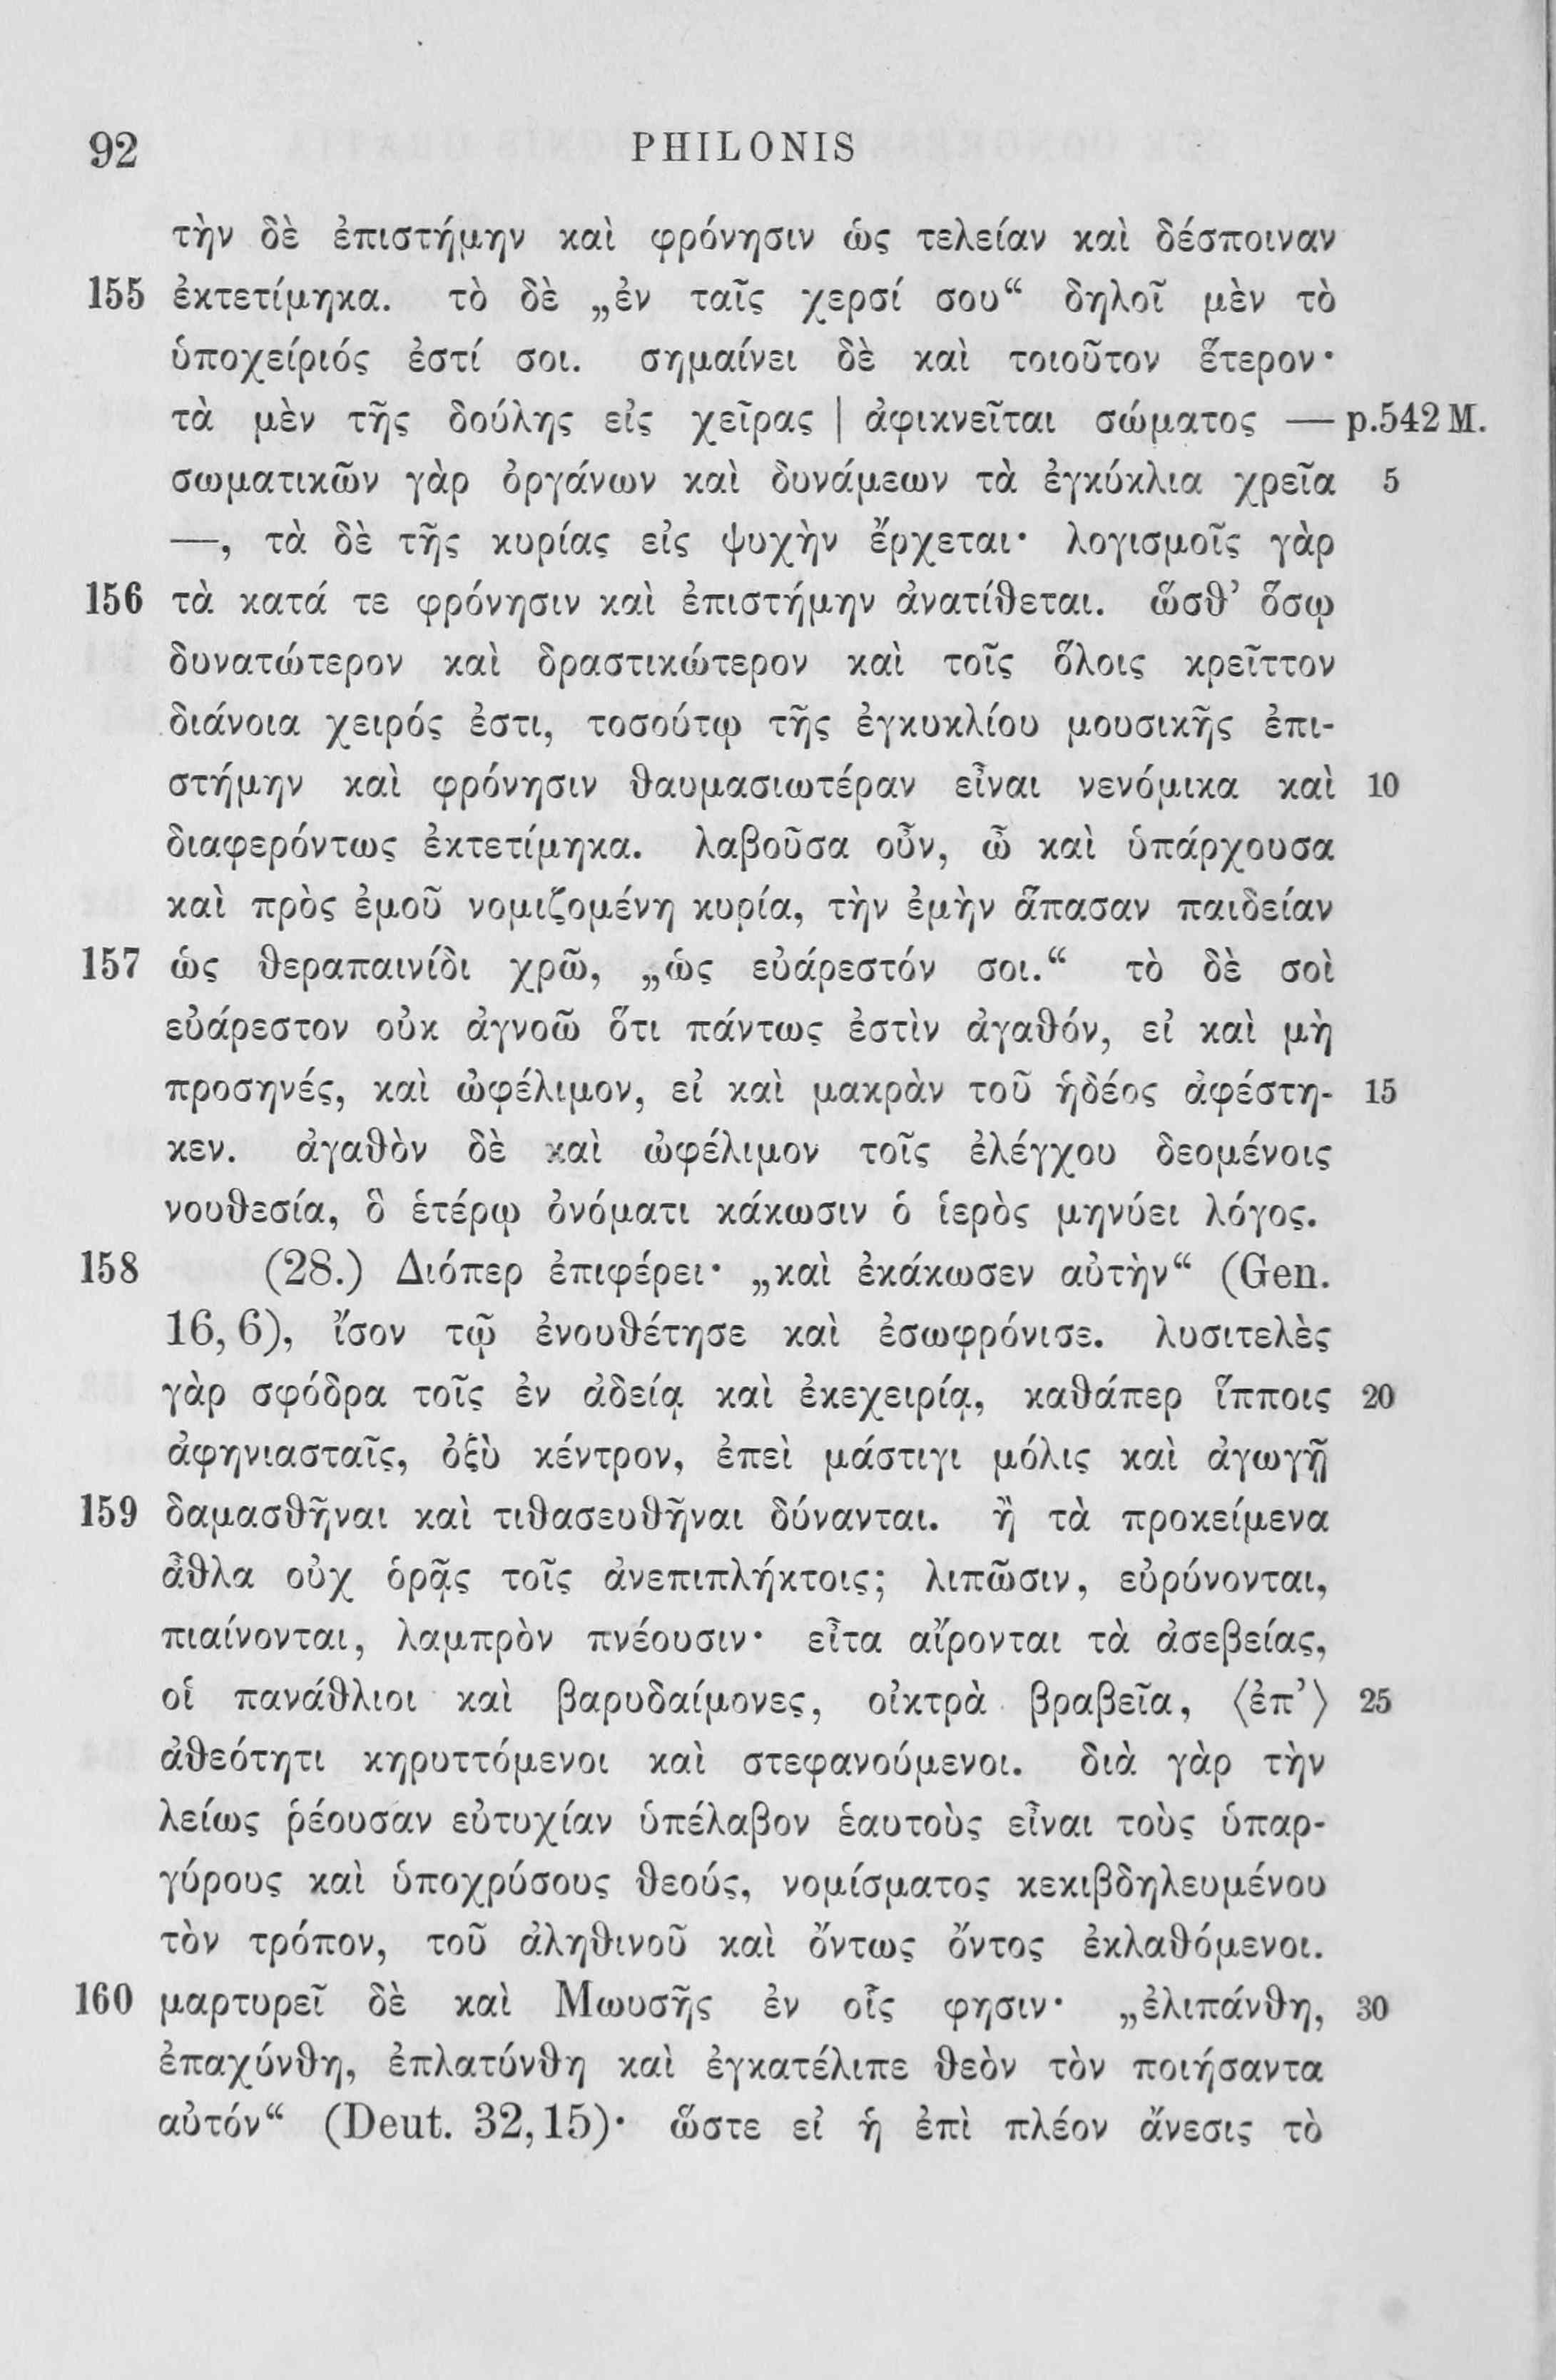 92 PHILONIS
τὴν δὲ ἐπιστήμην καὶ φρόνησιν ὡς τελείαν καὶ δέσποιναν
155 ἐκτετίμηκα. τὸ δὲ „ἐν ταῖς χερσί σου“ δηλοῖ μὲν τὸ
ὑποχείριός ἐστί σοι. σημαίνει δὲ καὶ τοιοῦτον ἕτερον·
τὰ μὲν τῆς δούλης εἰς χεῖρας | ἀφικνεῖται σώματος — p.542 M.
σωματικῶν γὰρ ὀργάνων καὶ δυνάμεων τὰ ἐγκύκλια χρεῖα 5
—, τὰ δὲ τῆς κυρίας εἰς ψυχὴν ἔρχεται· λογισμοῖς γὰρ
156 τὰ κατά τε φρόνησιν καὶ ἐπιστήμην ἀνατίθεται. ὥσθ’ ὅσῳ
δυνατώτερον καὶ δραστικώτερον καὶ τοῖς ὅλοις κρεῖττον
διάνοια χειρός ἐστι, τοσούτῳ τῆς ἐγκυκλίου μουσικῆς ἐπι-
στήμην καὶ φρόνησιν θαυμασιωτέραν εἶναι νενόμικα καὶ 10
διαφερόντως ἐκτετίμηκα. λαβοῦσα οὖν, ὦ καὶ ὑπάρχουσα
καὶ πρὸς ἐμοῦ νομιζομένη κυρία, τὴν ἐμὴν ἅπασαν παιδείαν
157 ὡς θεραπαινίδι χρῶ, „ὡς εὐάρεστόν σοι.“ τὸ δὲ σοὶ
εὐάρεστον οὐκ ἀγνοῶ ὅτι πάντως ἐστὶν ἀγαθόν, εἰ καὶ μὴ
προσηνές, καὶ ὠφέλιμον, εἰ καὶ μακρὰν τοῦ ἡδέος ἀφέστη- 15
κεν. ἀγαθὸν δὲ καὶ ὠφέλιμον τοῖς ἐλέγχου δεομένοις
νουθεσία, ὃ ἑτέρῳ ὀνόματι κάκωσιν ὁ ἱερὸς μηνύει λόγος.
158 (28.) Διόπερ ἐπιφέρει· „καὶ ἐκάκωσεν αὐτὴν“ (Gen.
16, 6), ἴσον τῷ ἐνουθέτησε καὶ ἐσωφρόνισε. λυσιτελὲς
γὰρ σφόδρα τοῖς ἐν ἀδείᾳ καὶ ἐκεχειρίᾳ, καθάπερ ἵπποις 20
ἀφηνιασταῖς, ὀξὺ κέντρον, ἐπεὶ μάστιγι μόλις καὶ ἀγωγῇ
159 δαμασθῆναι καὶ τιθασευθῆναι δύνανται. ἢ τὰ προκείμενα
ἆθλα οὐχ ὁρᾷς τοῖς ἀνεπιπλήκτοις; λιπῶσιν, εὐρύνονται,
πιαίνονται, λαμπρὸν πνέουσιν· εἶτα αἴρονται τὰ ἀσεβείας,
οἱ πανάθλιοι καὶ βαρυδαίμονες, οἰκτρὰ βραβεῖα, ⟨ἐπ’⟩ 25
ἀθεότητι κηρυττόμενοι καὶ στεφανούμενοι. διὰ γὰρ τὴν
λείως ῥέουσαν εὐτυχίαν ὑπέλαβον ἑαυτοὺς εἶναι τοὺς ὑπαρ-
γύρους καὶ ὑποχρύσους θεούς, νομίσματος κεκιβδηλευμένου
τὸν τρόπον, τοῦ ἀληθινοῦ καὶ ὄντως ὄντος ἐκλαθόμενοι.
160 μαρτυρεῖ δὲ καὶ Μωυσῆς ἐν οἷς φησιν· „ἐλιπάνθη, 30
ἐπαχύνθη, ἐπλατύνθη καὶ ἐγκατέλιπε θεὸν τὸν ποιήσαντα
αὐτόν“ (Deut. 32,15)· ὥστε εἰ ἡ ἐπὶ πλέον ἄνεσις τὸ